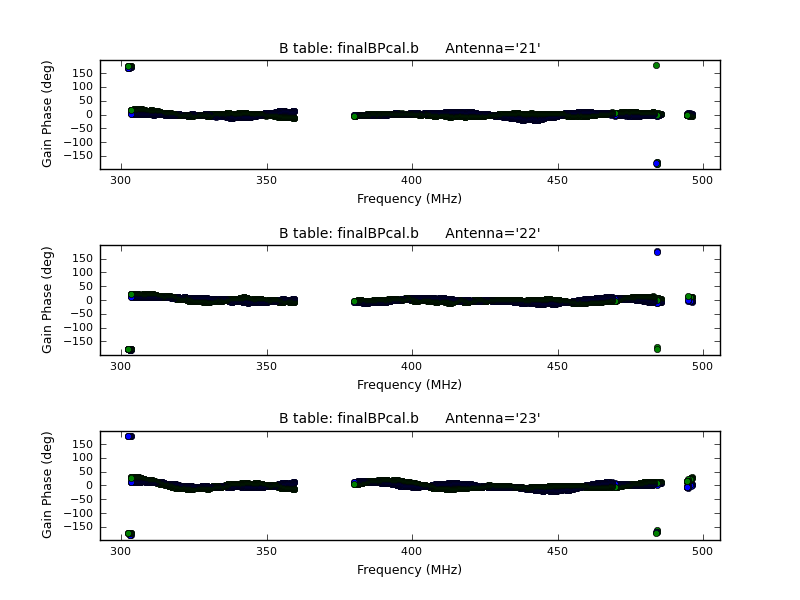 B table: finalBPcal.b Antenna='21'
Gain Phase (deg)
150
100
50
0
−50
−100
−150
300 350 400 450 500
Frequency (MHz)
B table: finalBPcal.b Antenna='22'
Gain Phase (deg)
150
100
50
0
−50
−100
−150
300 350 400 450 500
Frequency (MHz)
B table: finalBPcal.b Antenna='23'
Gain Phase (deg)
150
100
50
0
−50
−100
−150
300 350 400 450 500
Frequency (MHz)